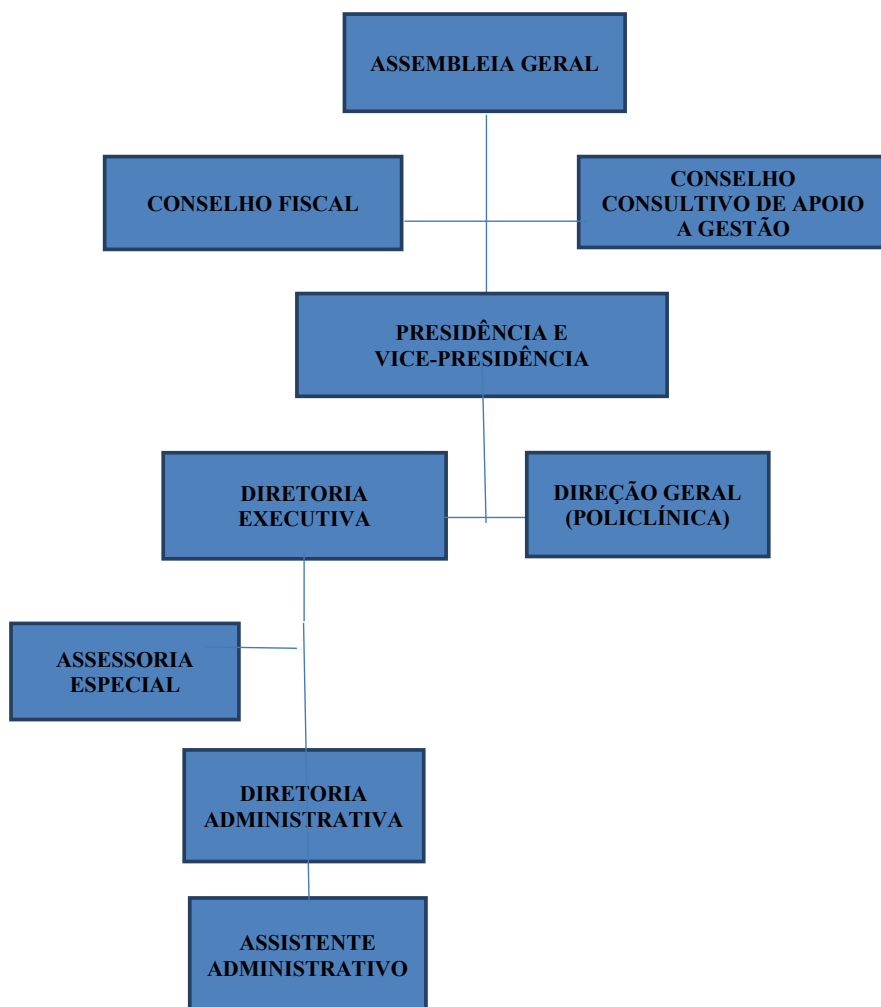 ASSEMBLEIA GERAL
CONSELHO FISCAL
CONSELHO
CONSULTIVO DE APOIO
A GESTÃO
PRESIDÊNCIA E
VICE-PRESIDÊNCIA
DIRETORIA
EXECUTIVA
DIREÇÃO GERAL
(POLICLÍNICA)
ASSESSORIA
ESPECIAL
DIRETORIA
ADMINISTRATIVA
ASSISTENTE
ADMINISTRATIVO